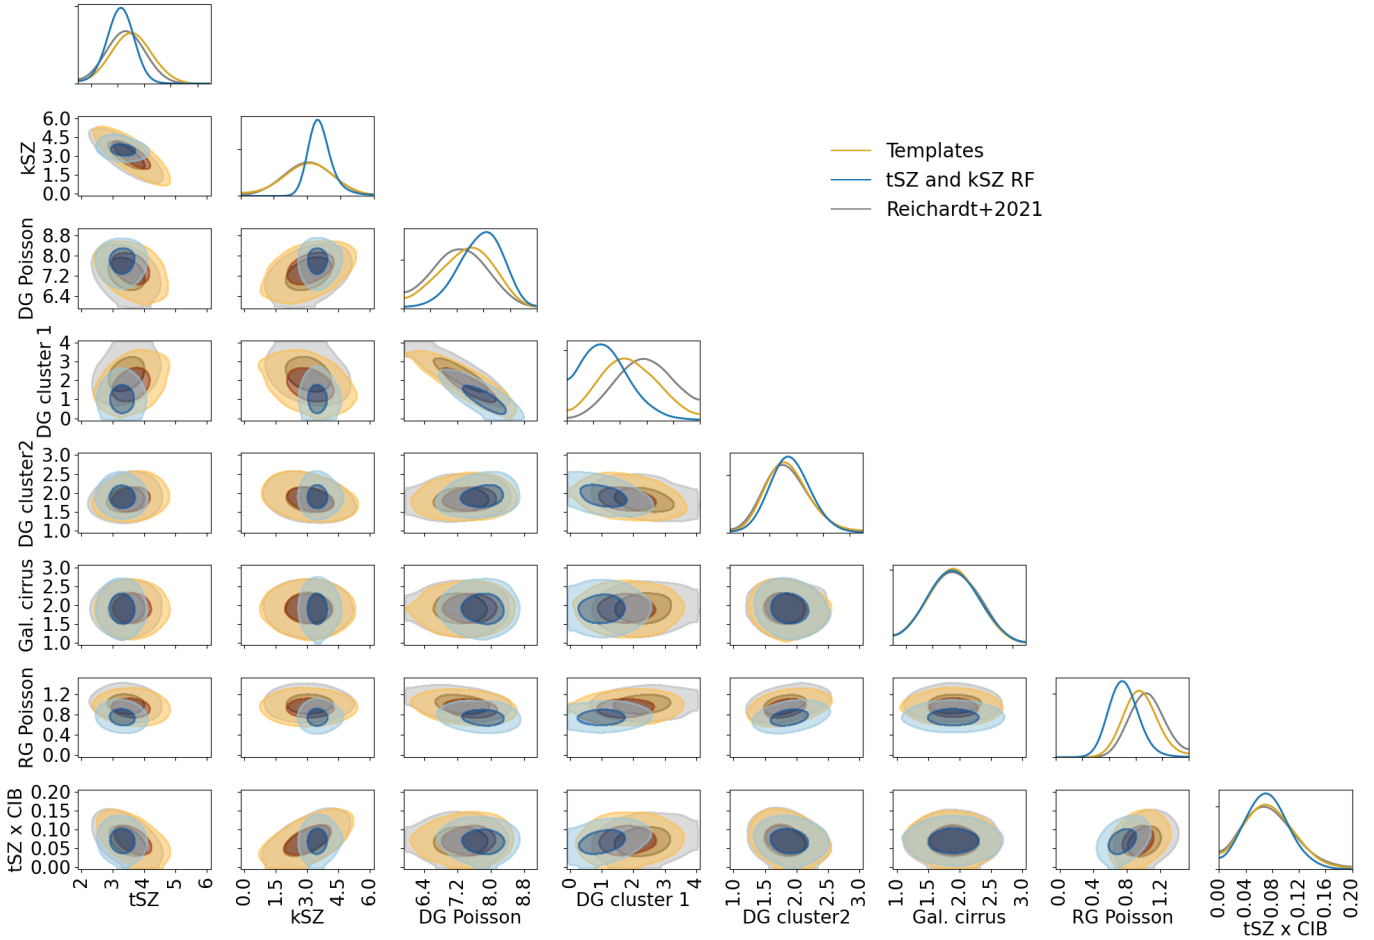 Templates
tSZ and kSZ RF
Reichardt+2021
kSZ
6.0
4.5
3.0
1.5
0.0
DG Poisson
8.8
8.0
7.2
6.4
DG cluster 1
4
3
2
1
0
DG cluster2
3.0
2.5
2.0
1.5
1.0
Gal. cirrus
3.0
2.5
2.0
1.5
1.0
RG Poisson
1.2
0.8
0.4
0.0
tSZ x CIB
0.20
0.15
0.10
0.05
0.00
2 3 4 5 6
tSZ
0.0 1.5 3.0 4.5 6.0
kSZ
6.4 7.2 8.0 8.8
DG Poisson
0 1 2 3 4
DG cluster 1
1.0 1.5 2.0 2.5 3.0
DG cluster2
1.0 1.5 2.0 2.5 3.0
Gal. cirrus
0.0 0.4 0.8 1.2
RG Poisson
0.00 0.04 0.08 0.12 0.16 0.20
tSZ x CIB